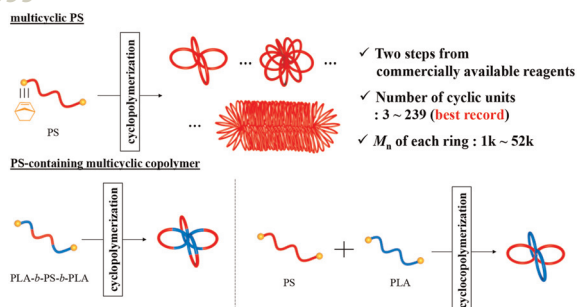 multicyclic PS
cyclopolymerization
...
...
...
PS
✓ Two steps from
commercially available reagents
✓ Number of cyclic units
: 3 ~ 239 (best record)
✓ Mn of each ring : 1k ~ 52k
PS-containing multicyclic copolymer
cyclopolymerization
PLA-b-PS-b-PLA
PS
+
PLA
cyclocopolymerization